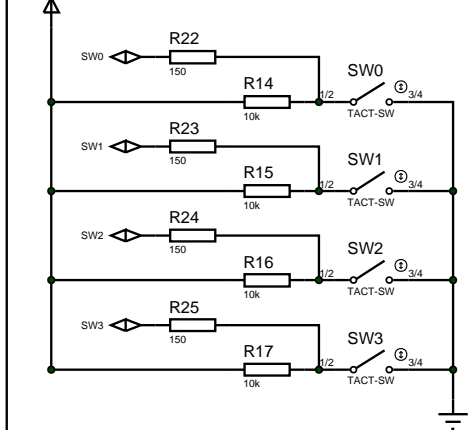 R22
SW0
150
R14
SW0
1/2
3/4
10k
TACT-SW
R23
SW1
150
R15
SW1
1/2
3/4
10k
TACT-SW
R24
SW2
150
R16
SW2
1/2
3/4
10k
TACT-SW
R25
SW3
150
R17
SW3
1/2
3/4
10k
TACT-SW